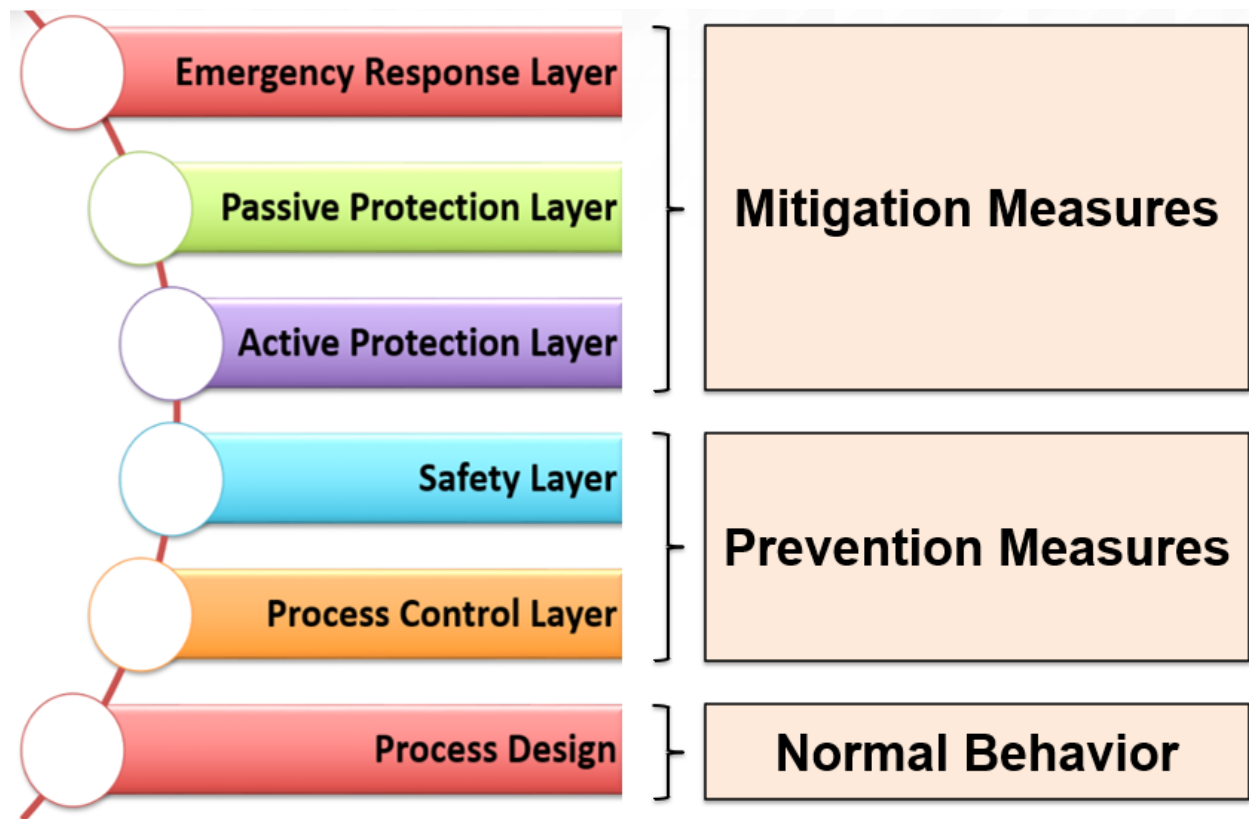 Emergency Response Layer
Passive Protection Layer
Active Protection Layer
Mitigation Measures
Safety Layer
Process Control Layer
Prevention Measures
Process Design
Normal Behavior